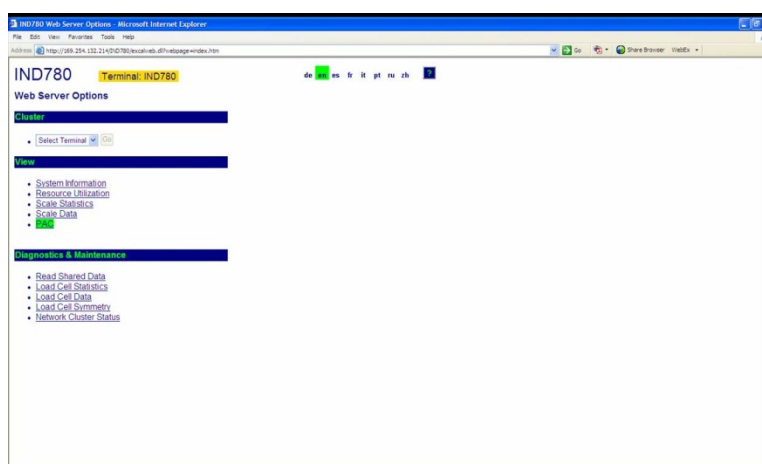 IND780 Web Server Options - Microsoft Internet Explorer
File Edit View Favorites Tools Help
Address http://169.254.132.214/IND780/excalweb.dll?webpage=index.htm Go Share Browser WebEx
IND780 Terminal: IND780 de en es fr it pt ru zh ?
Web Server Options
Cluster
Select Terminal Go
View
System Information
Resource Utilization
Scale Statistics
Scale Data
PAC
Diagnostics & Maintenance
Read Shared Data
Load Cell Statistics
Load Cell Data
Load Cell Symmetry
Network Cluster Status